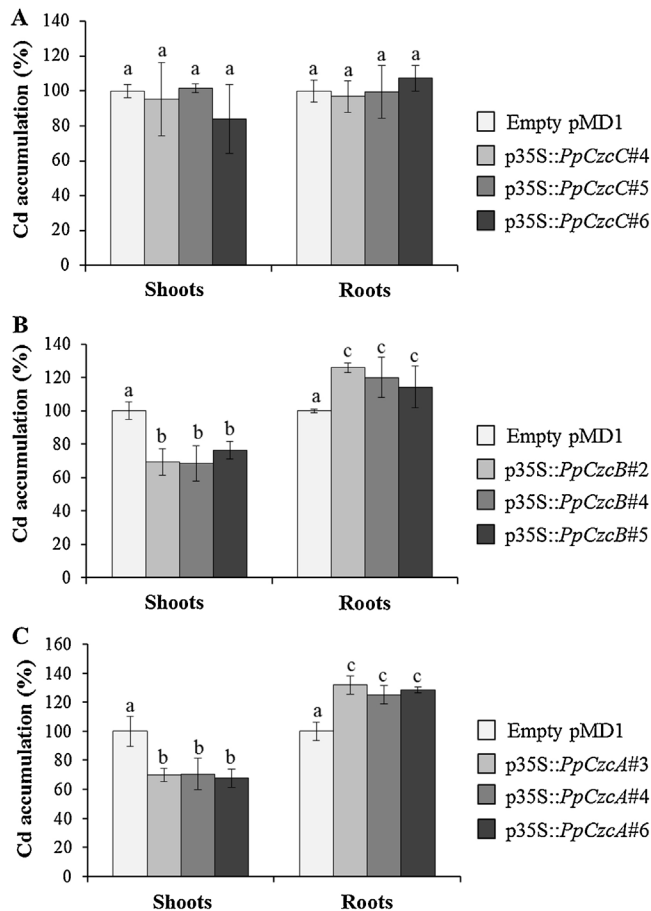 A
Cd accumulation (%)
140
120
100
80
60
40
20
0
a a a a
a a a a
Shoots Roots
Empty pMD1
p35S::PpCzcC#4
p35S::PpCzcC#5
p35S::PpCzcC#6
B
Cd accumulation (%)
140
120
100
80
60
40
20
0
a b b b
a c c c
Shoots Roots
Empty pMD1
p35S::PpCzcB#2
p35S::PpCzcB#4
p35S::PpCzcB#5
C
Cd accumulation (%)
160
140
120
100
80
60
40
20
0
a b b b
a c c c
Shoots Roots
Empty pMD1
p35S::PpCzcA#3
p35S::PpCzcA#4
p35S::PpCzcA#6